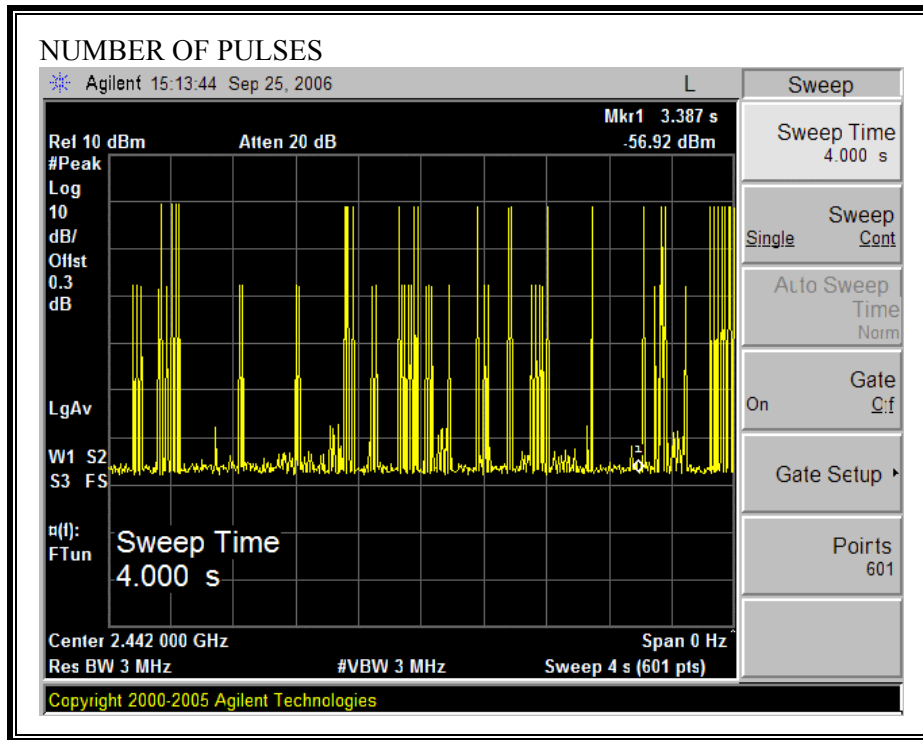 NUMBER OF PULSES
Agilent 15:13:44 Sep 25, 2006 L
Mkr1 3.387 s
Ref 10 dBm Atten 20 dB -56.92 dBm
#Peak
Log
10
dB/
Offst
0.3
dB
LgAv
W1 S2
S3 FS
¤(f):
FTun
1
Sweep Time
4.000 s
Center 2.442 000 GHz Span 0 Hz^
Res BW 3 MHz #VBW 3 MHz Sweep 4 s (601 pts)
Copyright 2000-2005 Agilent Technologies
Sweep
Sweep Time
4.000 s
Sweep
Single Cont
Auto Sweep
Time
Norm
Gate
On Off
Gate Setup
Points
601